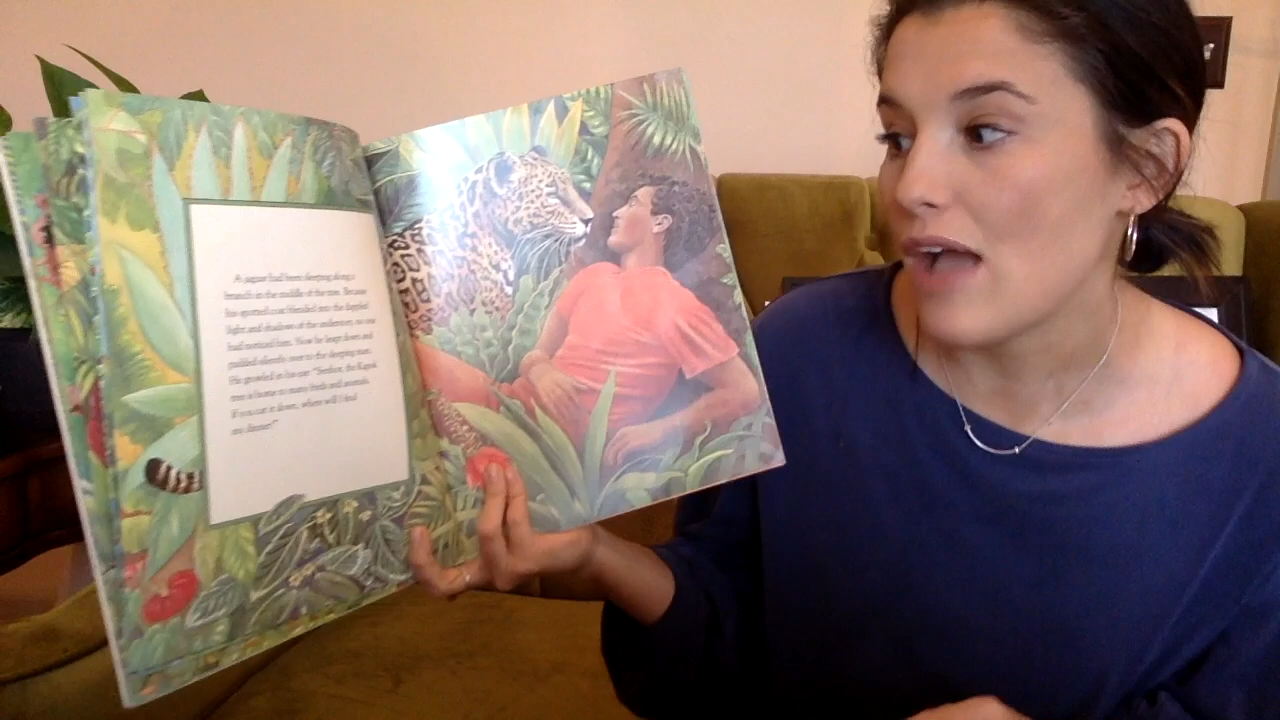 A jaguar had been sleeping along a
branch in the middle of the tree. Because
his spotted coat blended into the dappled
light and shadows of the understory, no one
had noticed him. Now he leapt down and
padded silently over to the sleeping man.
He growled in his ear: "Senhor, the Kapok
tree is home to many birds and animals.
If you cut it down, where will I find
my dinner?"